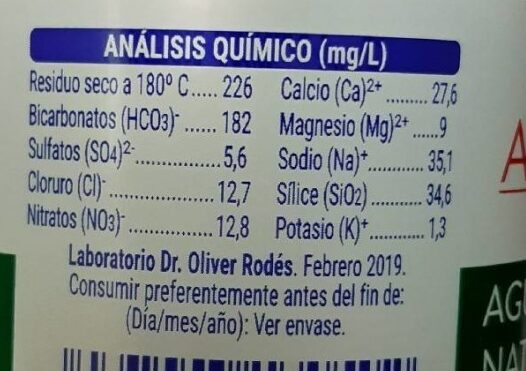 ANÁLISIS QUÍMICO (mg/L)
Residuo seco a 180º C..... 226 Calcio (Ca)²⁺ ......... 27,6
Bicarbonatos (HCO₃)⁻ ...... 182 Magnesio (Mg)²⁺ ......9
Sulfatos (SO4)²⁻ ...............5,6 Sodio (Na)⁺............. 35,1
Cloruro (Cl)⁻ ................... 12,7 Sílice (SiO2)........... 34,6
Nitratos (NO₃)⁻ ............... 12,8 Potasio (K)⁺............ 1,3
Laboratorio Dr. Oliver Rodés. Febrero 2019.
Consumir preferentemente antes del fin de:
(Día/mes/año): Ver envase.
A